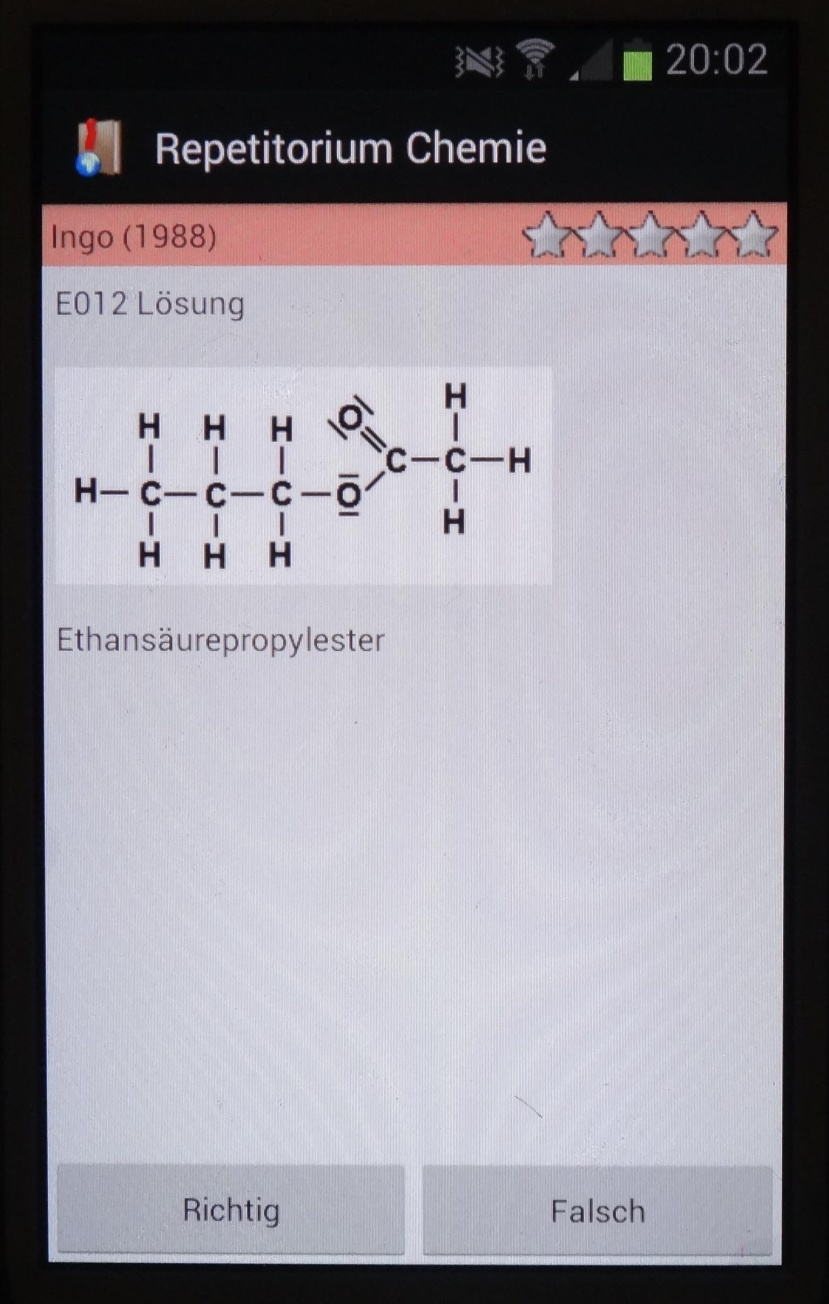 20:02
Repetitorium Chemie
Ingo (1988)
E012 Lösung
H
H H H |O|
C—C—H
H—C—C—C—O
H
H H H
Ethansäurepropylester
Richtig Falsch